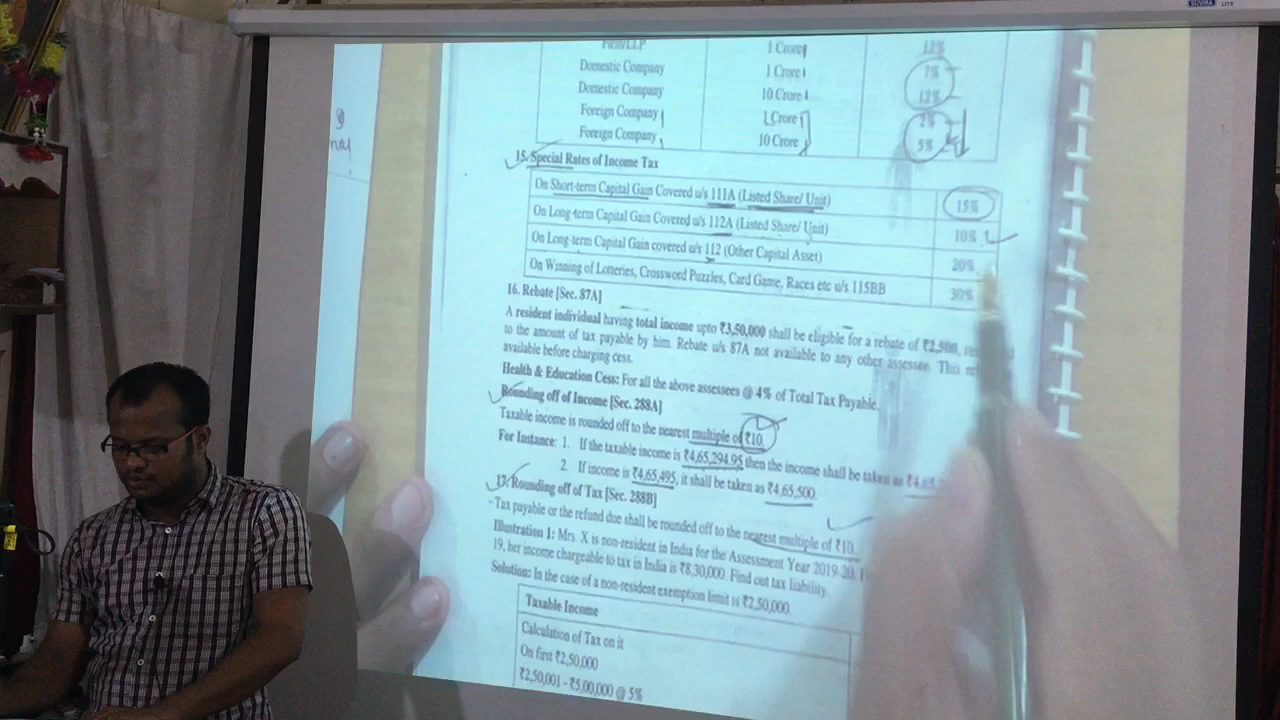 Firm/LLP 1 Crore 12%
Domestic Company 1 Crore 7%
Domestic Company 10 Crore 12%
Foreign Company 1 Crore 2%
Foreign Company 10 Crore 5%
15. Special Rates of Income Tax
On Short-term Capital Gain Covered u/s 111A (Listed Share/ Unit) 15%
On Long-term Capital Gain Covered u/s 112A (Listed Share/ Unit) 10%
On Long-term Capital Gain covered u/s 112 (Other Capital Asset) 20%
On Winning of Lotteries, Crossword Puzzles, Card Game, Races etc u/s 115BB 30%
16. Rebate [Sec. 87A]
A resident individual having total income upto ₹3,50,000 shall be eligible for a rebate of ₹2,500,
to the amount of tax payable by him. Rebate u/s 87A not available to any other assessee. This
available before charging cess.
Health & Education Cess: For all the above assessees @ 4% of Total Tax Payable.
Rounding off of Income [Sec. 288A]
Taxable income is rounded off to the nearest multiple of ₹10.
For Instance: 1. If the taxable income is ₹4,65,294.95 then the income shall be taken as
2. If income is ₹4,65,495, it shall be taken as ₹4,65,500.
17. Rounding off of Tax [Sec. 288B]
Tax payable or the refund due shall be rounded off to the nearest multiple of ₹10.
Illustration 1: Mrs. X is non-resident in India for the Assessment Year 2019-20.
19, her income chargeable to tax in India is ₹8,30,000. Find out tax liability.
Solution: In the case of a non-resident exemption limit is ₹2,50,000.
Taxable Income
Calculation of Tax on it
On first ₹2,50,000
₹2,50,001 - ₹5,00,000 @ 5%